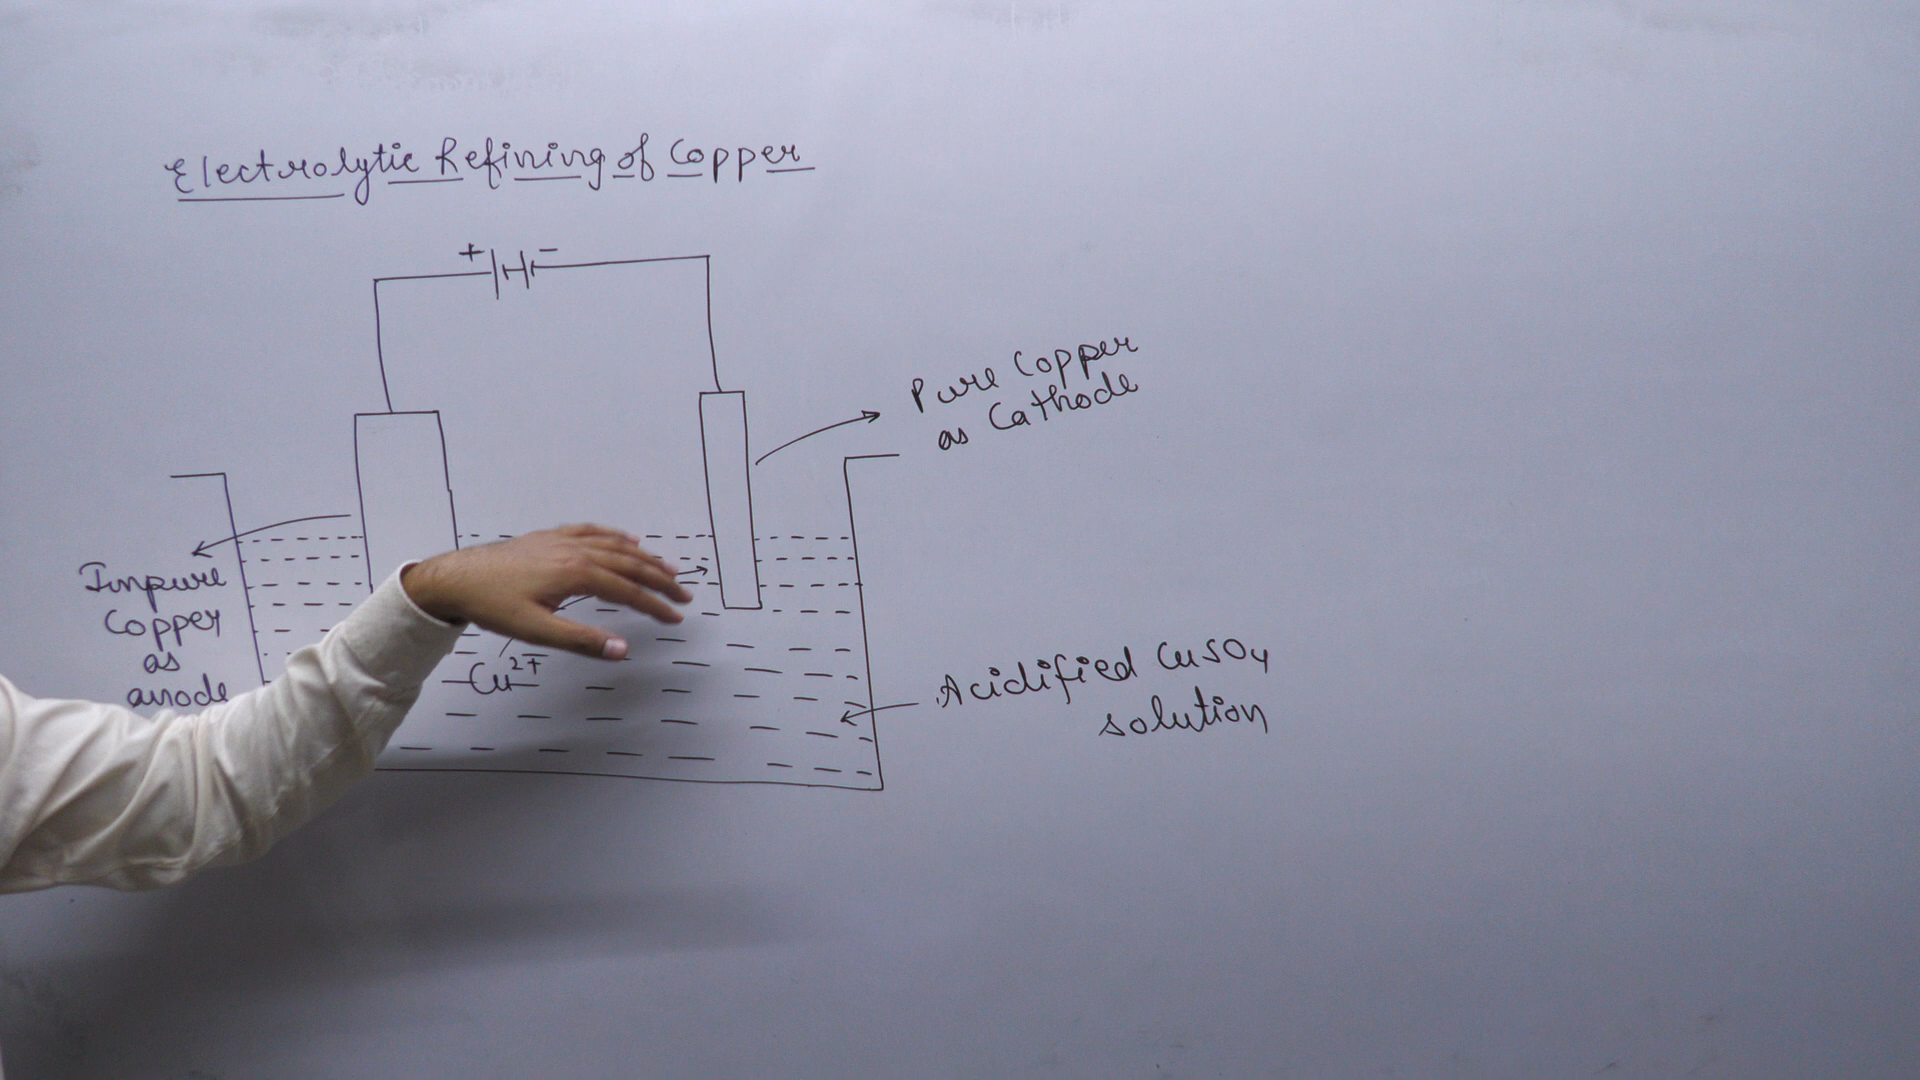 Electrolytic Refining of Copper
+ -
Pure Copper
as Cathode
Impure
Copper
as
anode
Cu2+
Acidified CuSO4
solution